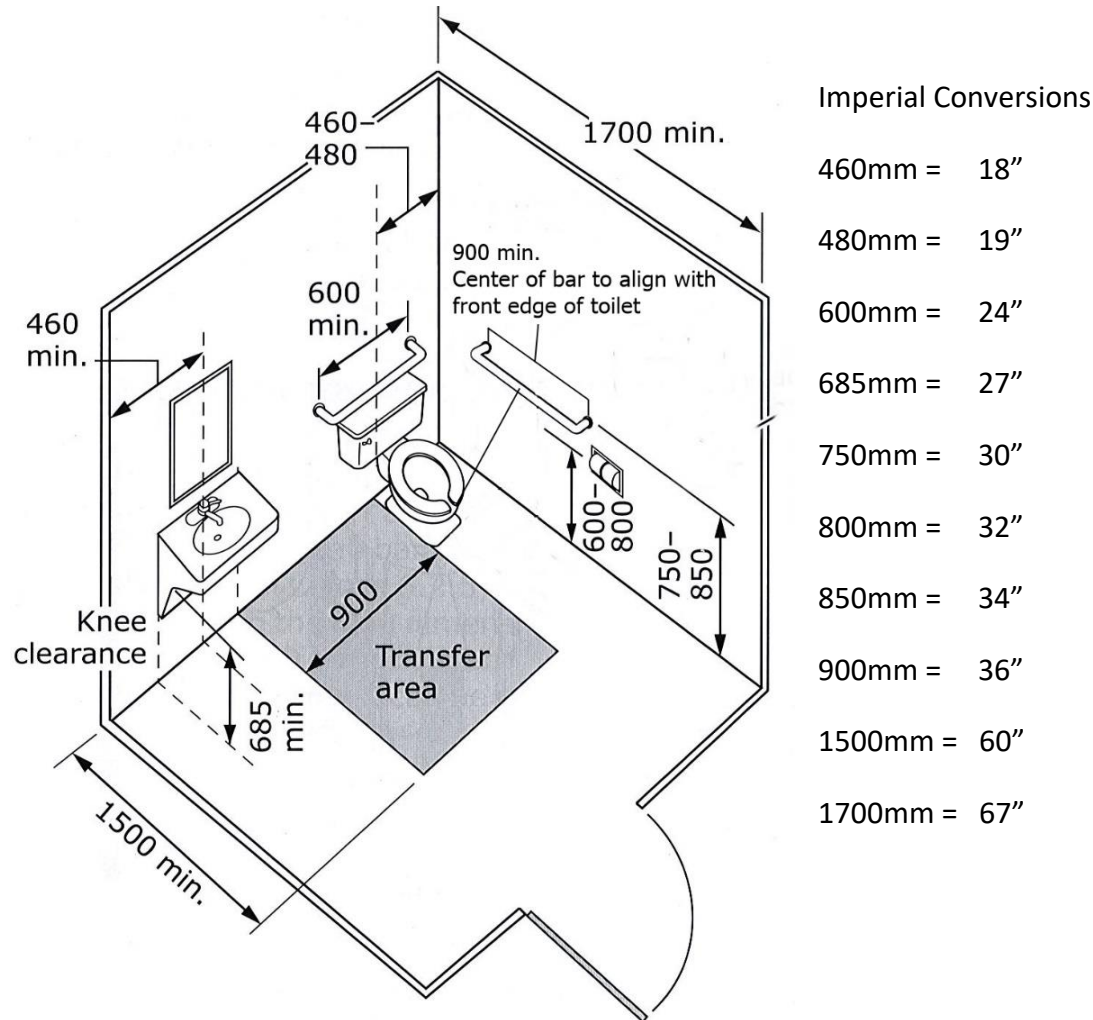 460–
480
1700 min.
900 min.
Center of bar to align with
front edge of toilet
600
min.
460
min.
600–
800
750–
850
900
Transfer
area
Knee
clearance
685
min.
1500 min.
Imperial Conversions
460mm = 18”
480mm = 19”
600mm = 24”
685mm = 27”
750mm = 30”
800mm = 32”
850mm = 34”
900mm = 36”
1500mm = 60”
1700mm = 67”